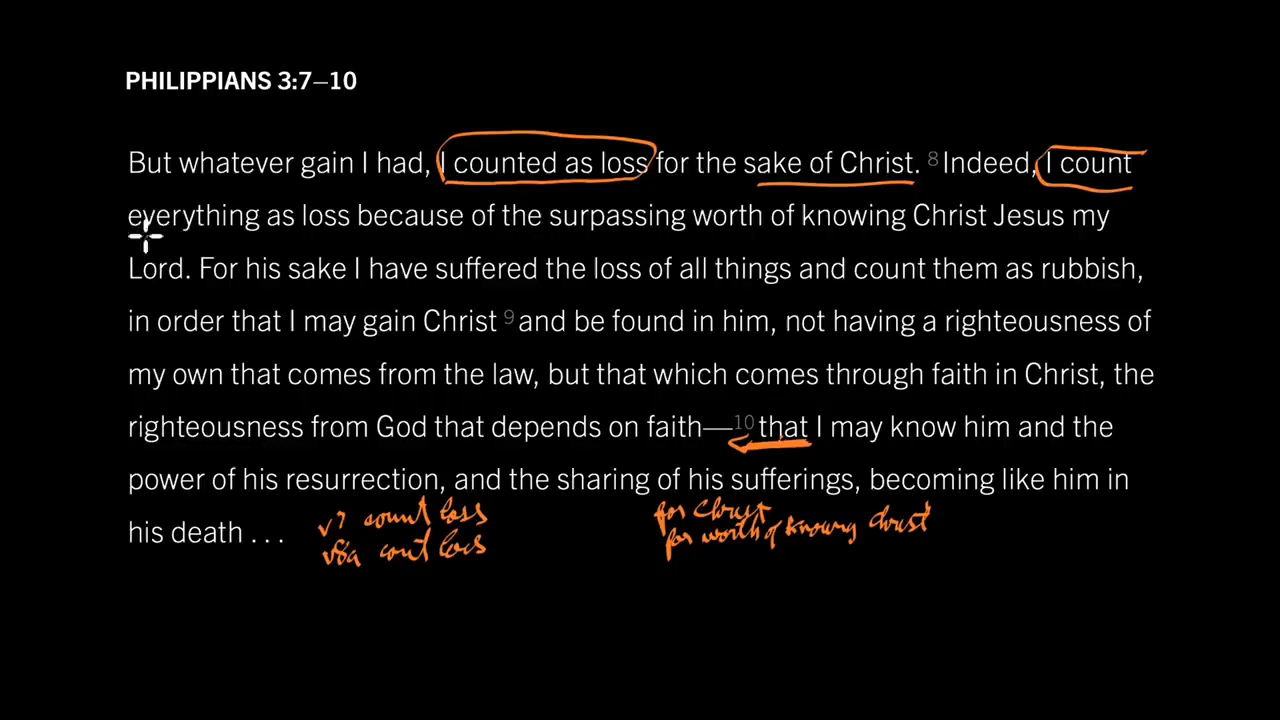 PHILIPPIANS 3:7–10
But whatever gain I had, I counted as loss for the sake of Christ. 8 Indeed, I count
everything as loss because of the surpassing worth of knowing Christ Jesus my
Lord. For his sake I have suffered the loss of all things and count them as rubbish,
in order that I may gain Christ 9 and be found in him, not having a righteousness of
my own that comes from the law, but that which comes through faith in Christ, the
righteousness from God that depends on faith—10 that I may know him and the
power of his resurrection, and the sharing of his sufferings, becoming like him in
his death . . .
v7 count loss for Christ
v8a count loss for worth of knowing Christ